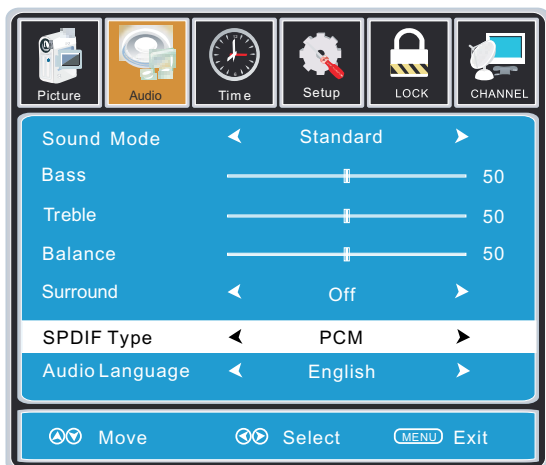 Picture Audio Time Setup LOCK CHANNEL
Sound Mode Standard
Bass 50
Treble 50
Balance 50
Surround Off
SPDIF Type PCM
Audio Language English
Move Select MENU Exit